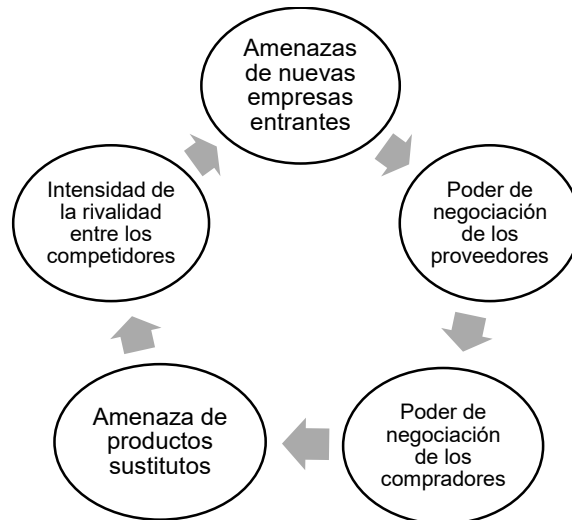 Amenazas
de nuevas
empresas
entrantes
Poder de
negociación
de los
proveedores
Poder de
negociación
de los
compradores
Amenaza de
productos
sustitutos
Intensidad de
la rivalidad
entre los
competidores